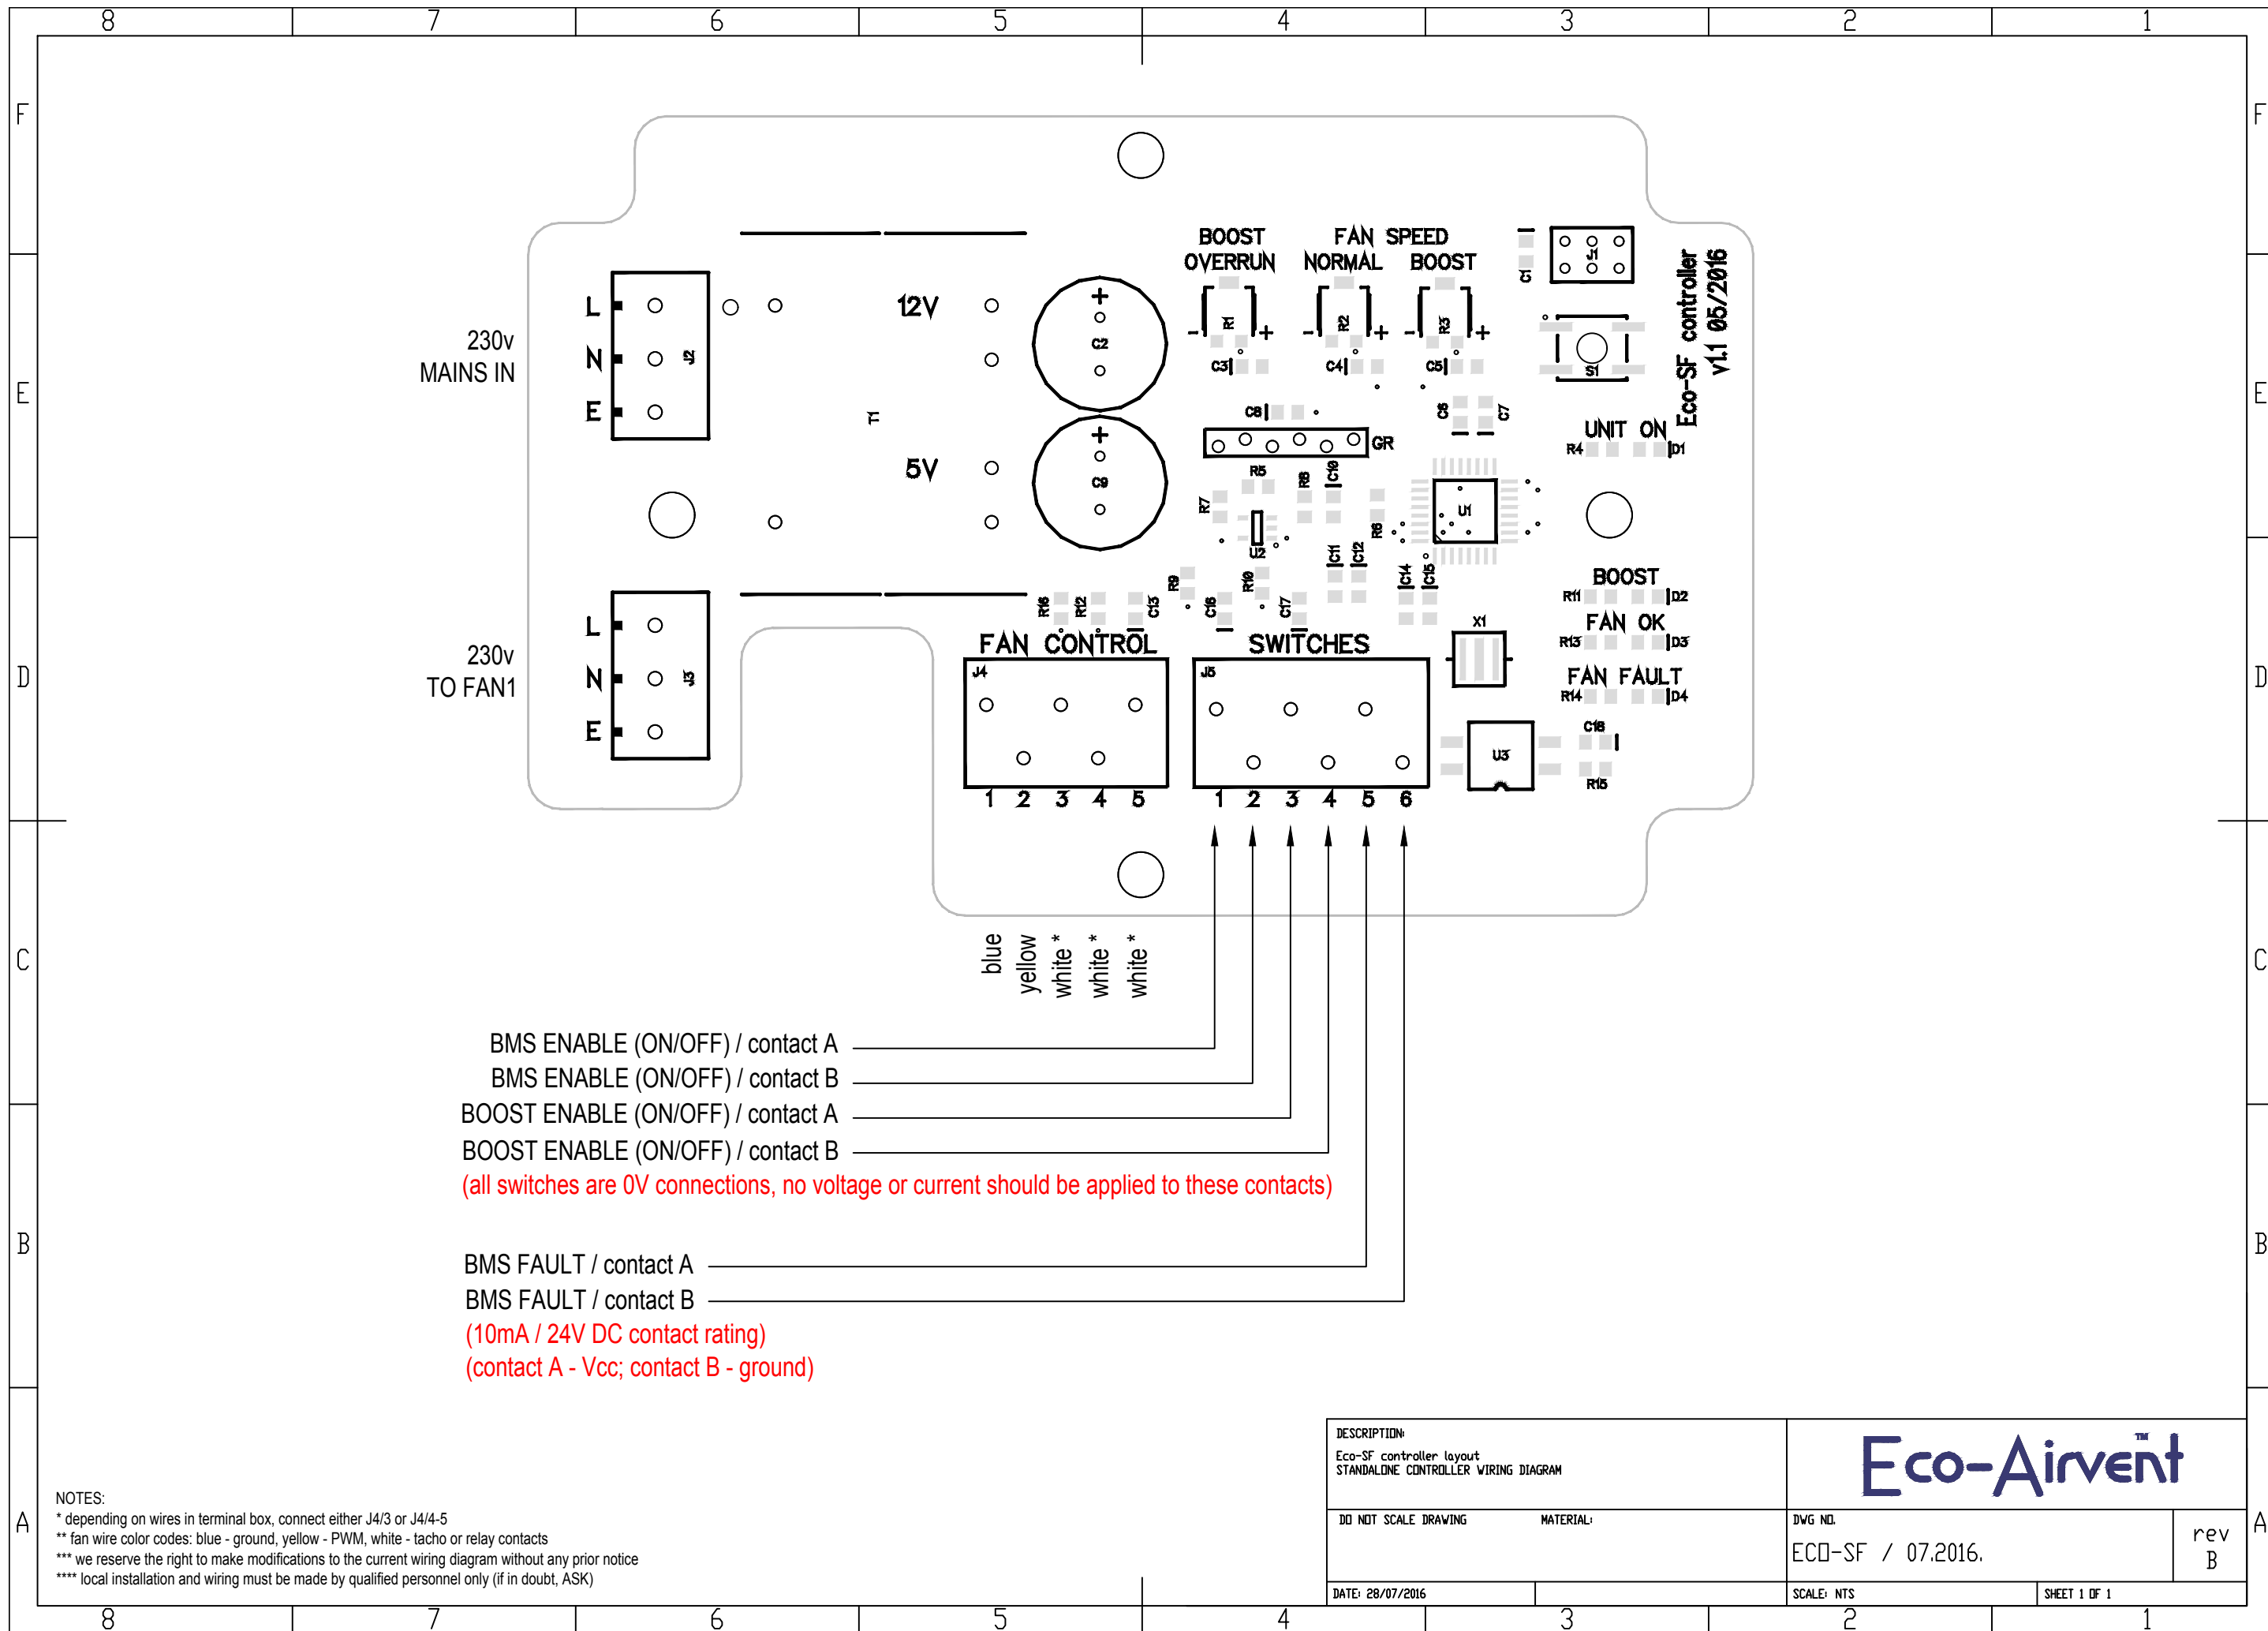 8 7 6 5 4 3 2 1
F F
BOOST OVERRUN
FAN SPEED
NORMAL BOOST
- R1 +
- R2 +
- R3 +
C1
J1
Eco-SF controller
v1.1 05/2016
230v
MAINS IN
L
N
E
J2
12V
T1
5V
+
C2
+
C9
C3
C4
C5
S1
E E
C8
C6
C7
GR
UNIT ON
R4 D1
R5
R7
C10
U1
U2
C11
C12
C14
C15
R9
R10
R16
R12
C13
C16
C17
BOOST
R11 D2
FAN OK
R13 D3
FAN FAULT
R14 D4
230v
TO FAN1
L
N
E
J3
FAN CONTROL
J4
1 2 3 4 5
SWITCHES
J5
1 2 3 4 5 6
X1
U3
C18
R15
D D
blue
yellow
white *
white *
white *
C C
BMS ENABLE (ON/OFF) / contact A
BMS ENABLE (ON/OFF) / contact B
BOOST ENABLE (ON/OFF) / contact A
BOOST ENABLE (ON/OFF) / contact B
(all switches are 0V connections, no voltage or current should be applied to these contacts)
B B
BMS FAULT / contact A
BMS FAULT / contact B
(10mA / 24V DC contact rating)
(contact A - Vcc; contact B - ground)
NOTES:
* depending on wires in terminal box, connect either J4/3 or J4/4-5
** fan wire color codes: blue - ground, yellow - PWM, white - tacho or relay contacts
*** we reserve the right to make modifications to the current wiring diagram without any prior notice
**** local installation and wiring must be made by qualified personnel only (if in doubt, ASK)
A A
DESCRIPTION:
Eco-SF controller layout
STANDALONE CONTROLLER WIRING DIAGRAM
Eco-Airvent™
DO NOT SCALE DRAWING MATERIAL:
DWG NO.
ECO-SF / 07.2016.
rev
B
DATE: 28/07/2016
SCALE: NTS
SHEET 1 OF 1
8 7 6 5 4 3 2 1